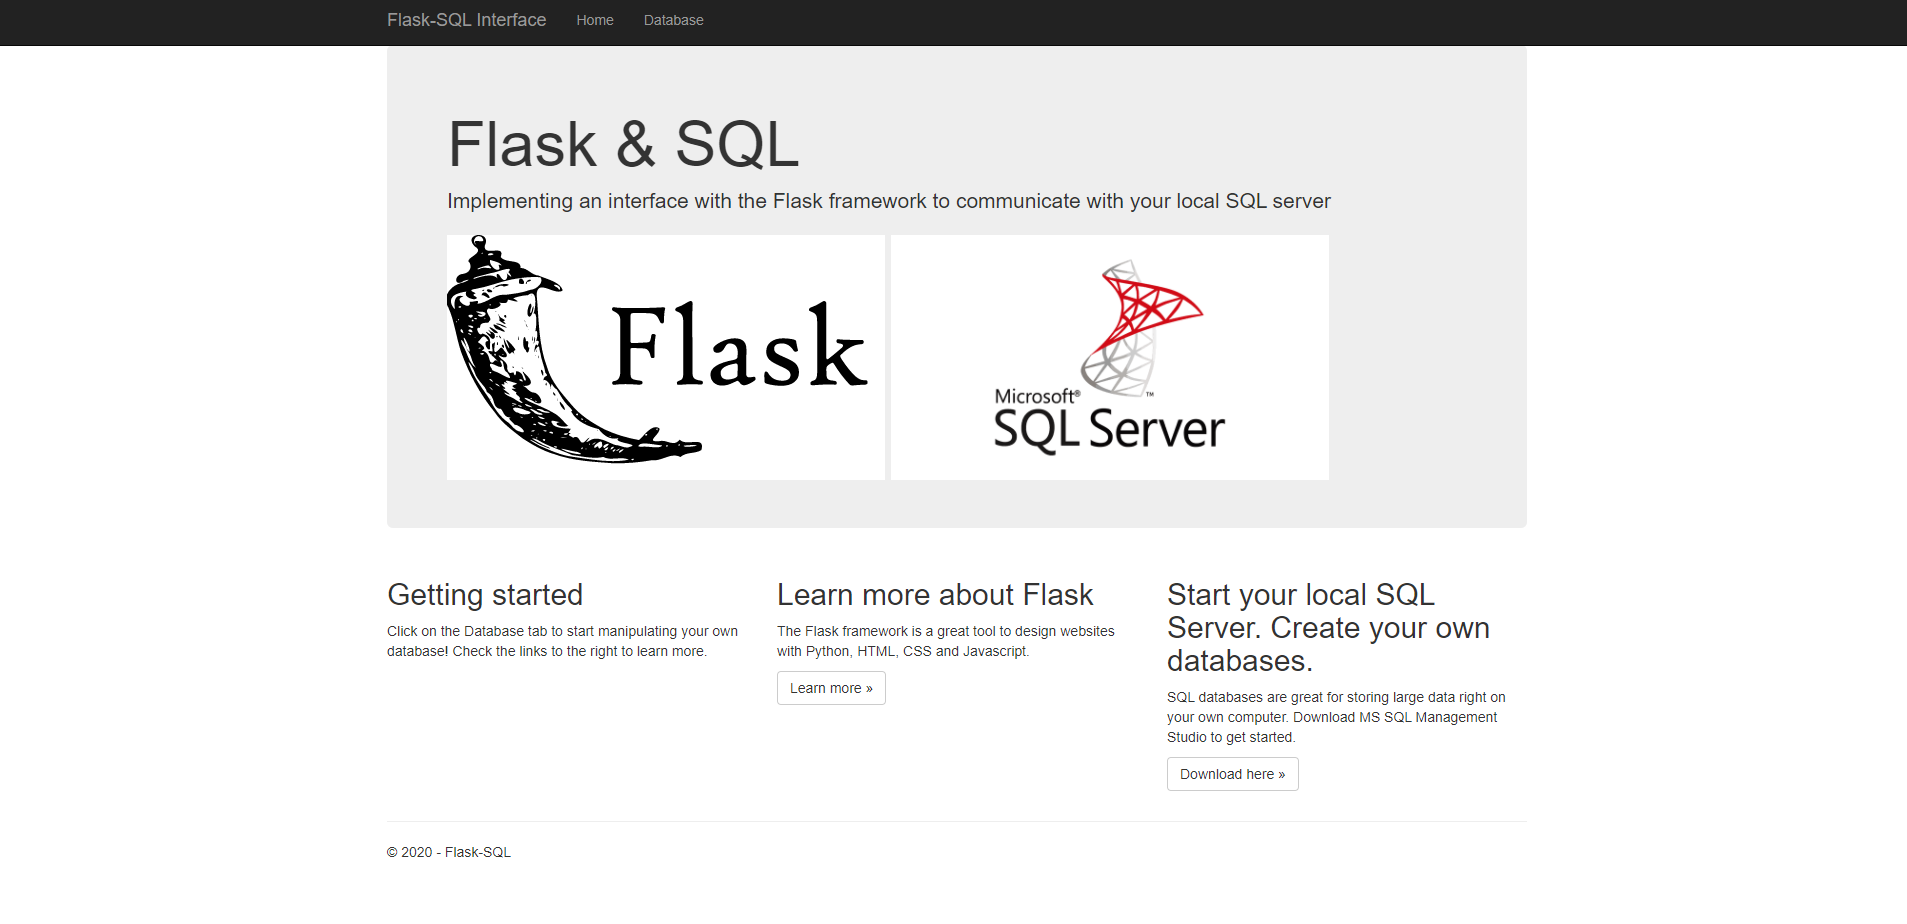 Flask-SQL Interface Home Database
Flask & SQL
Implementing an interface with the Flask framework to communicate with your local SQL server
Flask
Microsoft®
SQL Server
™
Getting started
Click on the Database tab to start manipulating your own
database! Check the links to the right to learn more.
Learn more about Flask
The Flask framework is a great tool to design websites
with Python, HTML, CSS and Javascript.
Learn more »
Start your local SQL
Server. Create your own
databases.
SQL databases are great for storing large data right on
your own computer. Download MS SQL Management
Studio to get started.
Download here »
© 2020 - Flask-SQL